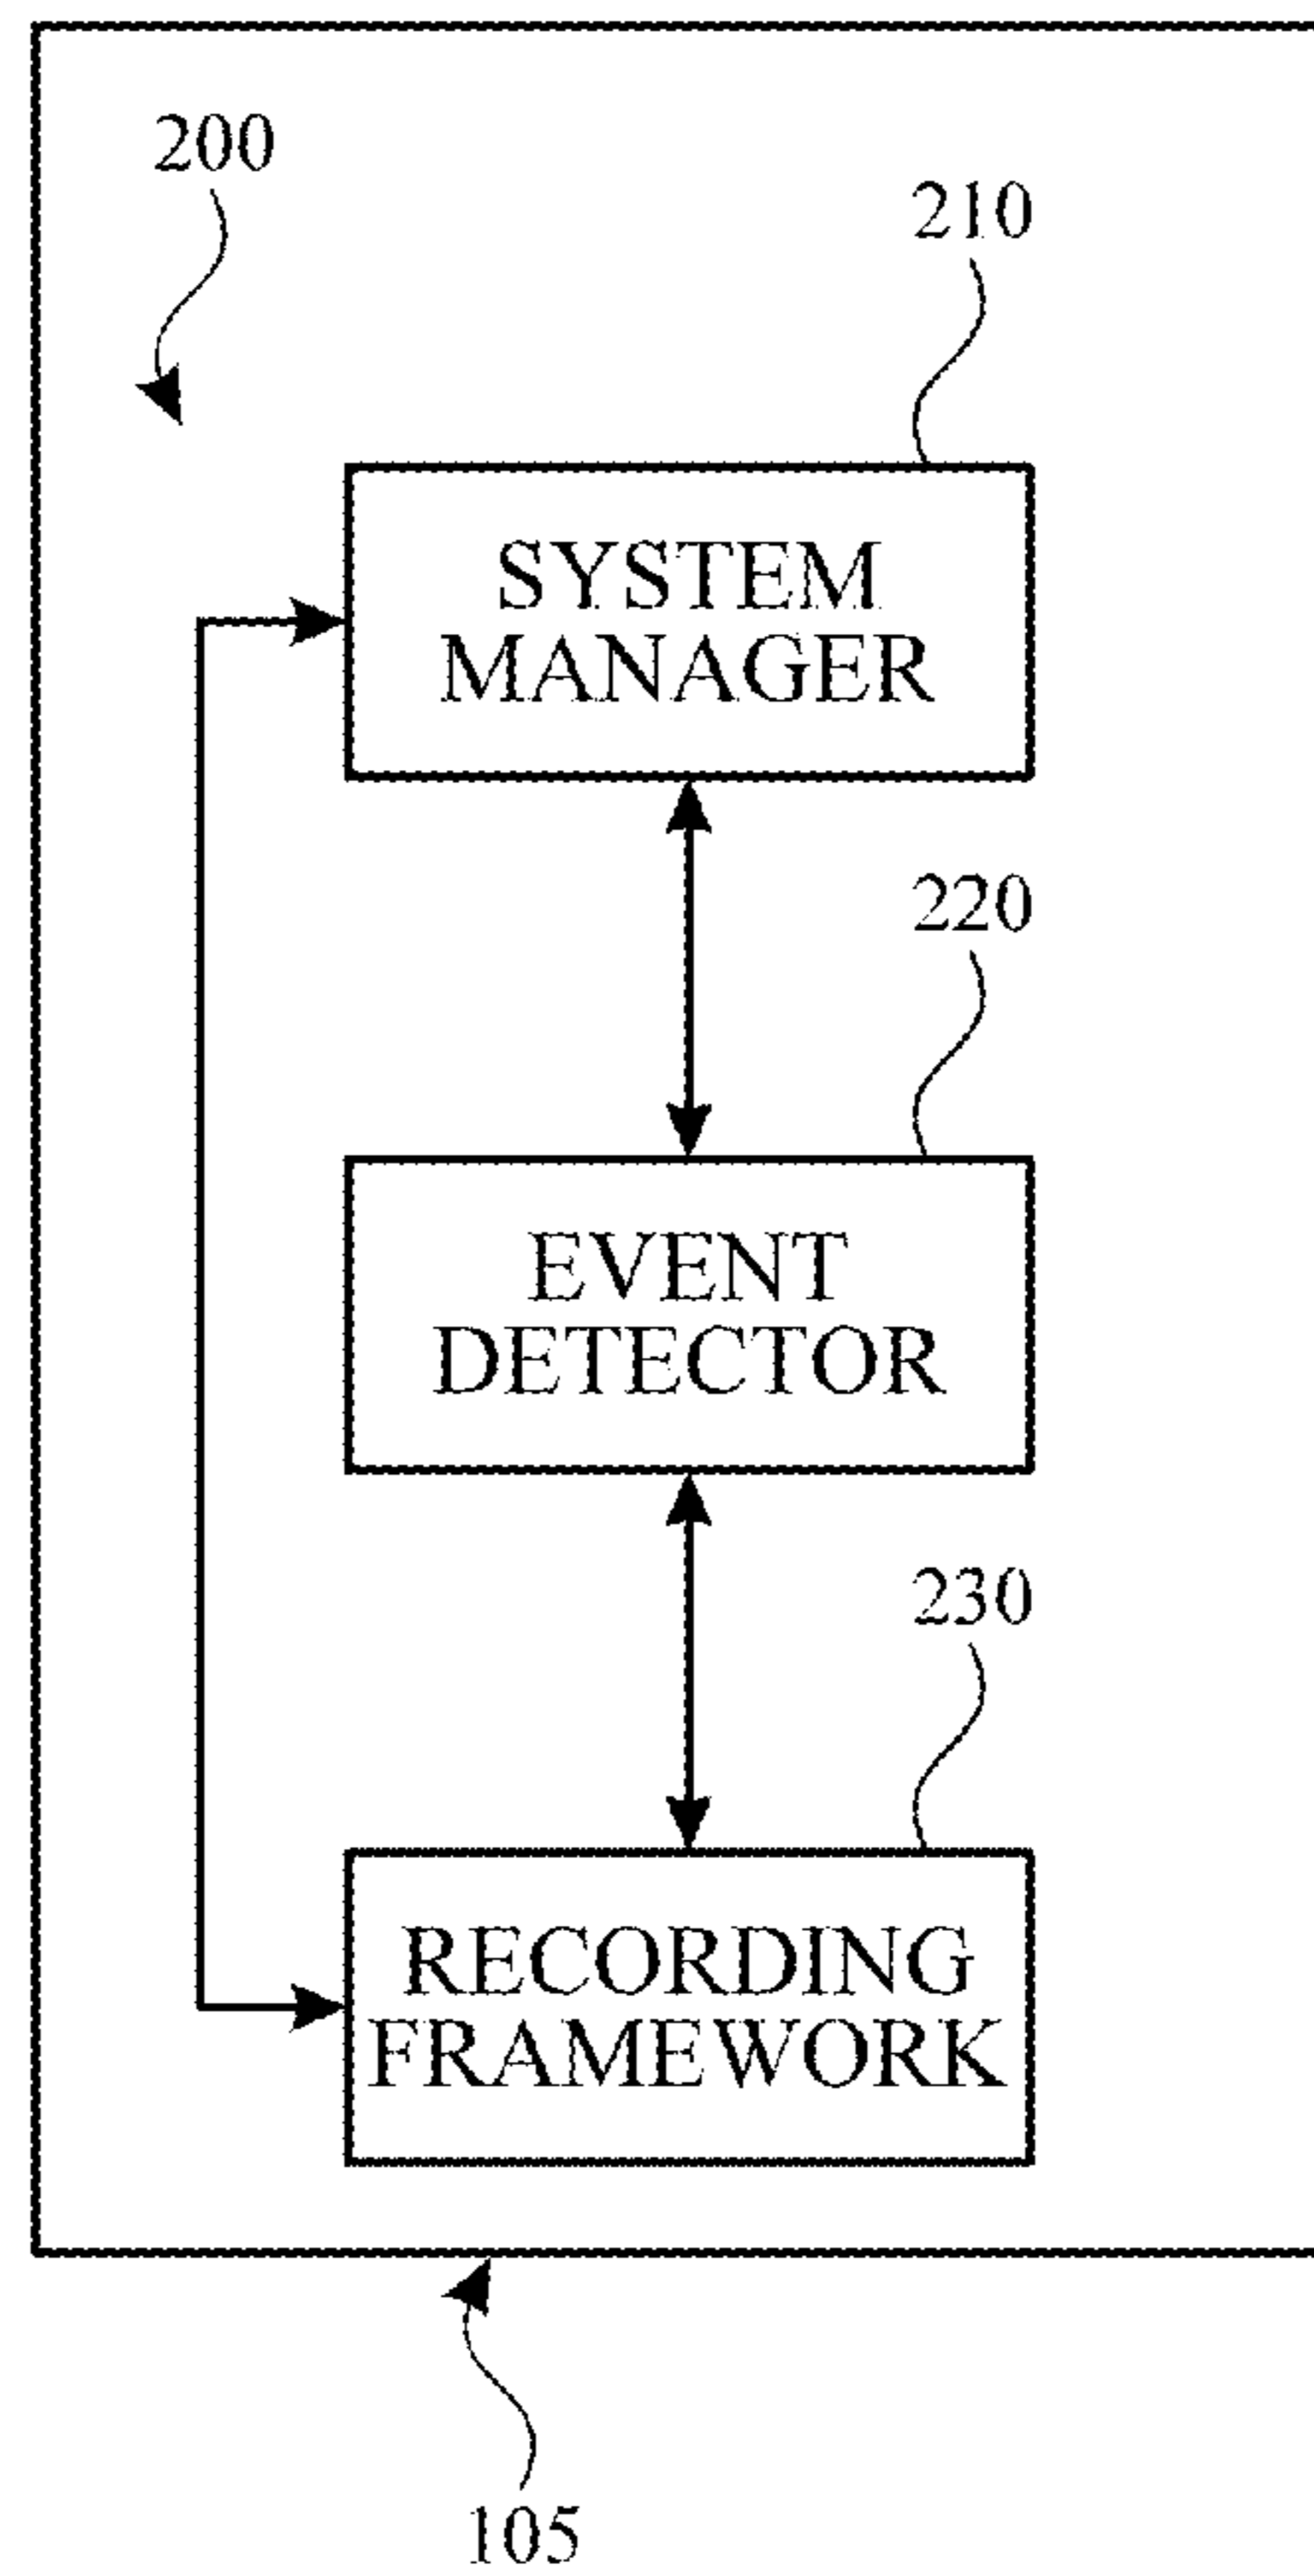 200
210
SYSTEM
MANAGER
220
EVENT
DETECTOR
230
RECORDING
FRAMEWORK
105